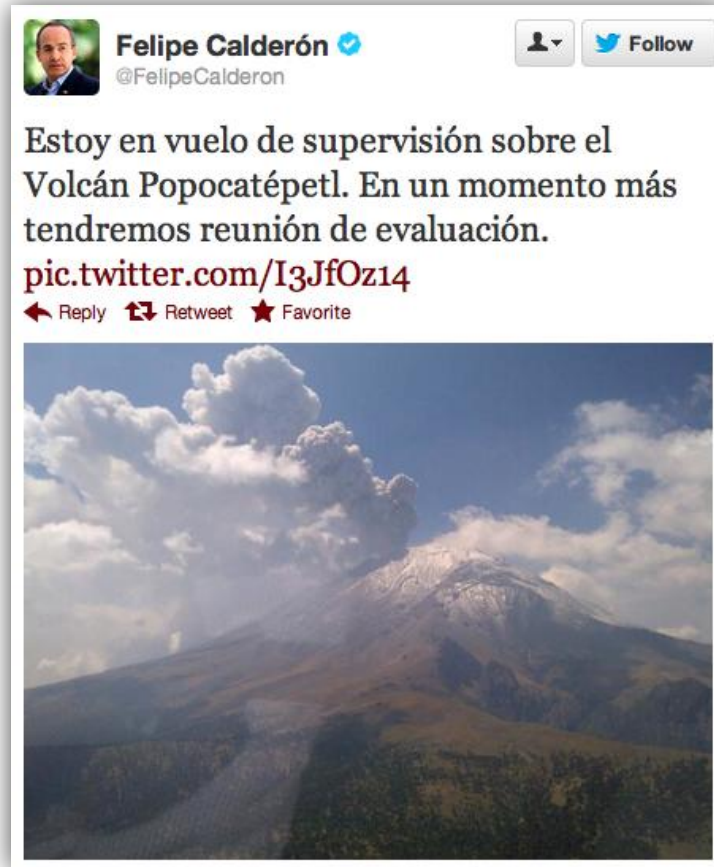 Felipe Calderón
@FelipeCalderon
Follow
Estoy en vuelo de supervisión sobre el
Volcán Popocatépetl. En un momento más
tendremos reunión de evaluación.
pic.twitter.com/I3JfOz14
Reply Retweet Favorite